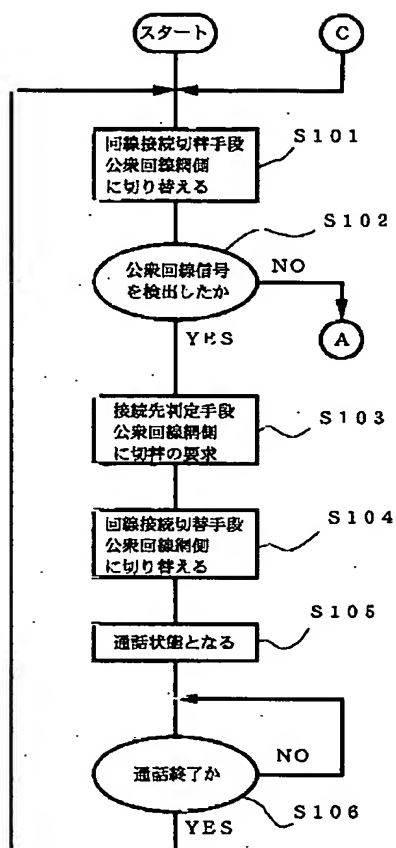 スタート
C
回線接続切替手段
公衆回線網側
に切り替える
S101
公衆回線信号
を検出したか
S102
NO
A
YES
接続先判定手段
公衆回線網側
に切替の要求
S103
回線接続切替手段
公衆回線網側
に切り替える
S104
通話状態となる
S105
通話終了か
NO
S106
YES